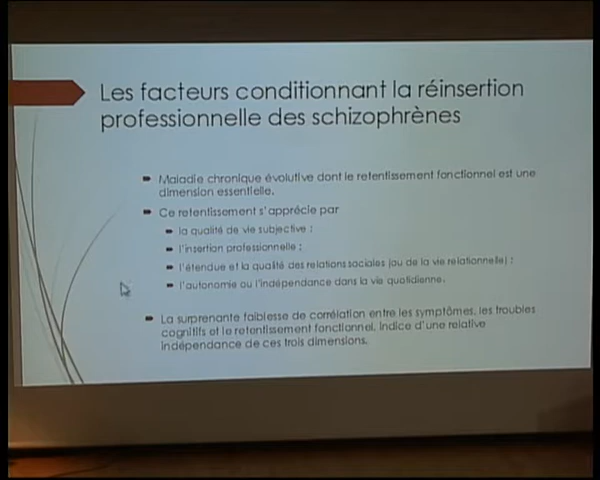 Les facteurs conditionnant la réinsertion
professionnelle des schizophrènes
Maladie chronique évolutive dont le retentissement fonctionnel est une
dimension essentielle.
Ce retentissement s'apprécie par
la qualité de vie subjective ;
l'insertion professionnelle ;
l'étendue et la qualité des relations sociales (ou de la vie relationnelle) ;
l'autonomie ou l'indépendance dans la vie quotidienne.
La surprenante faiblesse de corrélation entre les symptômes, les troubles
cognitifs et le retentissement fonctionnel, indice d'une relative
indépendance de ces trois dimensions.